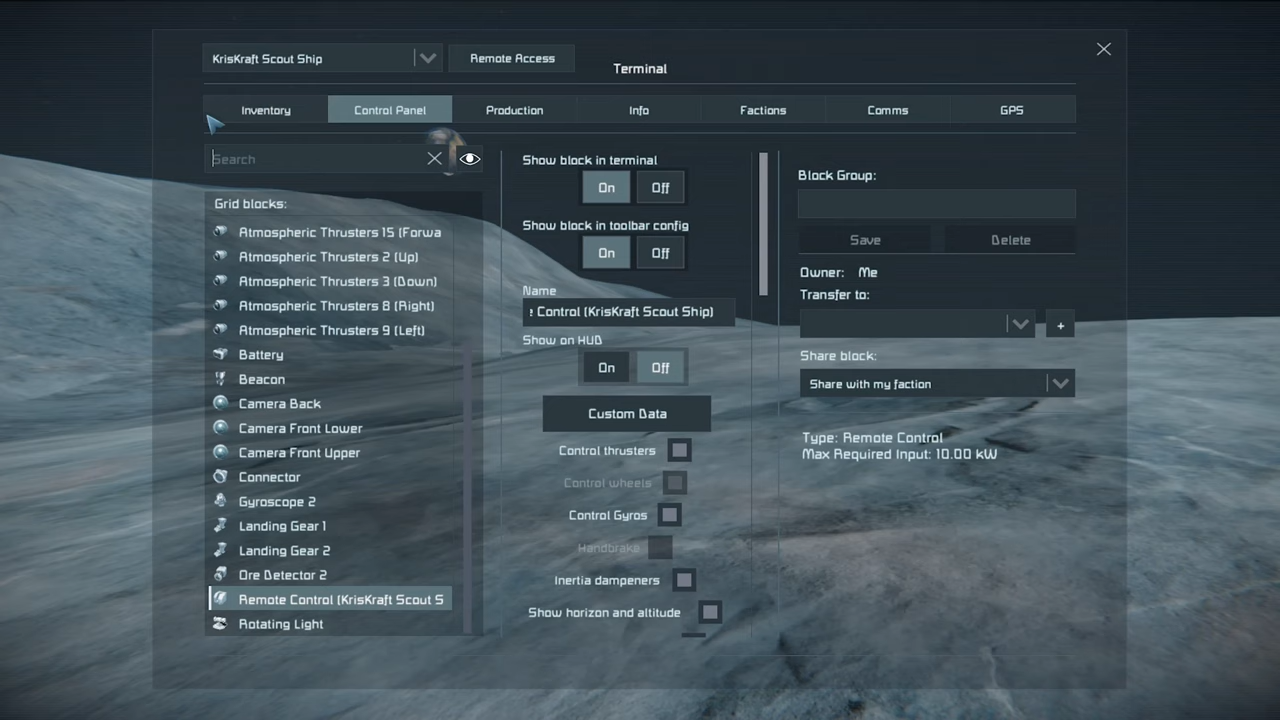 KrisKraft Scout Ship
Remote Access
Terminal
Inventory
Control Panel
Production
Info
Factions
Comms
GPS
Search
Grid blocks:
Atmospheric Thrusters 15 (Forwa
Atmospheric Thrusters 2 (Up)
Atmospheric Thrusters 3 (Down)
Atmospheric Thrusters 8 (Right)
Atmospheric Thrusters 9 (Left)
Battery
Beacon
Camera Back
Camera Front Lower
Camera Front Upper
Connector
Gyroscope 2
Landing Gear 1
Landing Gear 2
Ore Detector 2
Remote Control (KrisKraft Scout S
Rotating Light
Show block in terminal
On Off
Show block in toolbar config
On Off
Name
Control (KrisKraft Scout Ship)
Show on HUD
On Off
Custom Data
Control thrusters
Control wheels
Control Gyros
Handbrake
Inertia dampeners
Show horizon and altitude
Block Group:
Save Delete
Owner: Me
Transfer to:
+
Share block:
Share with my faction
Type: Remote Control
Max Required Input: 10.00 kW